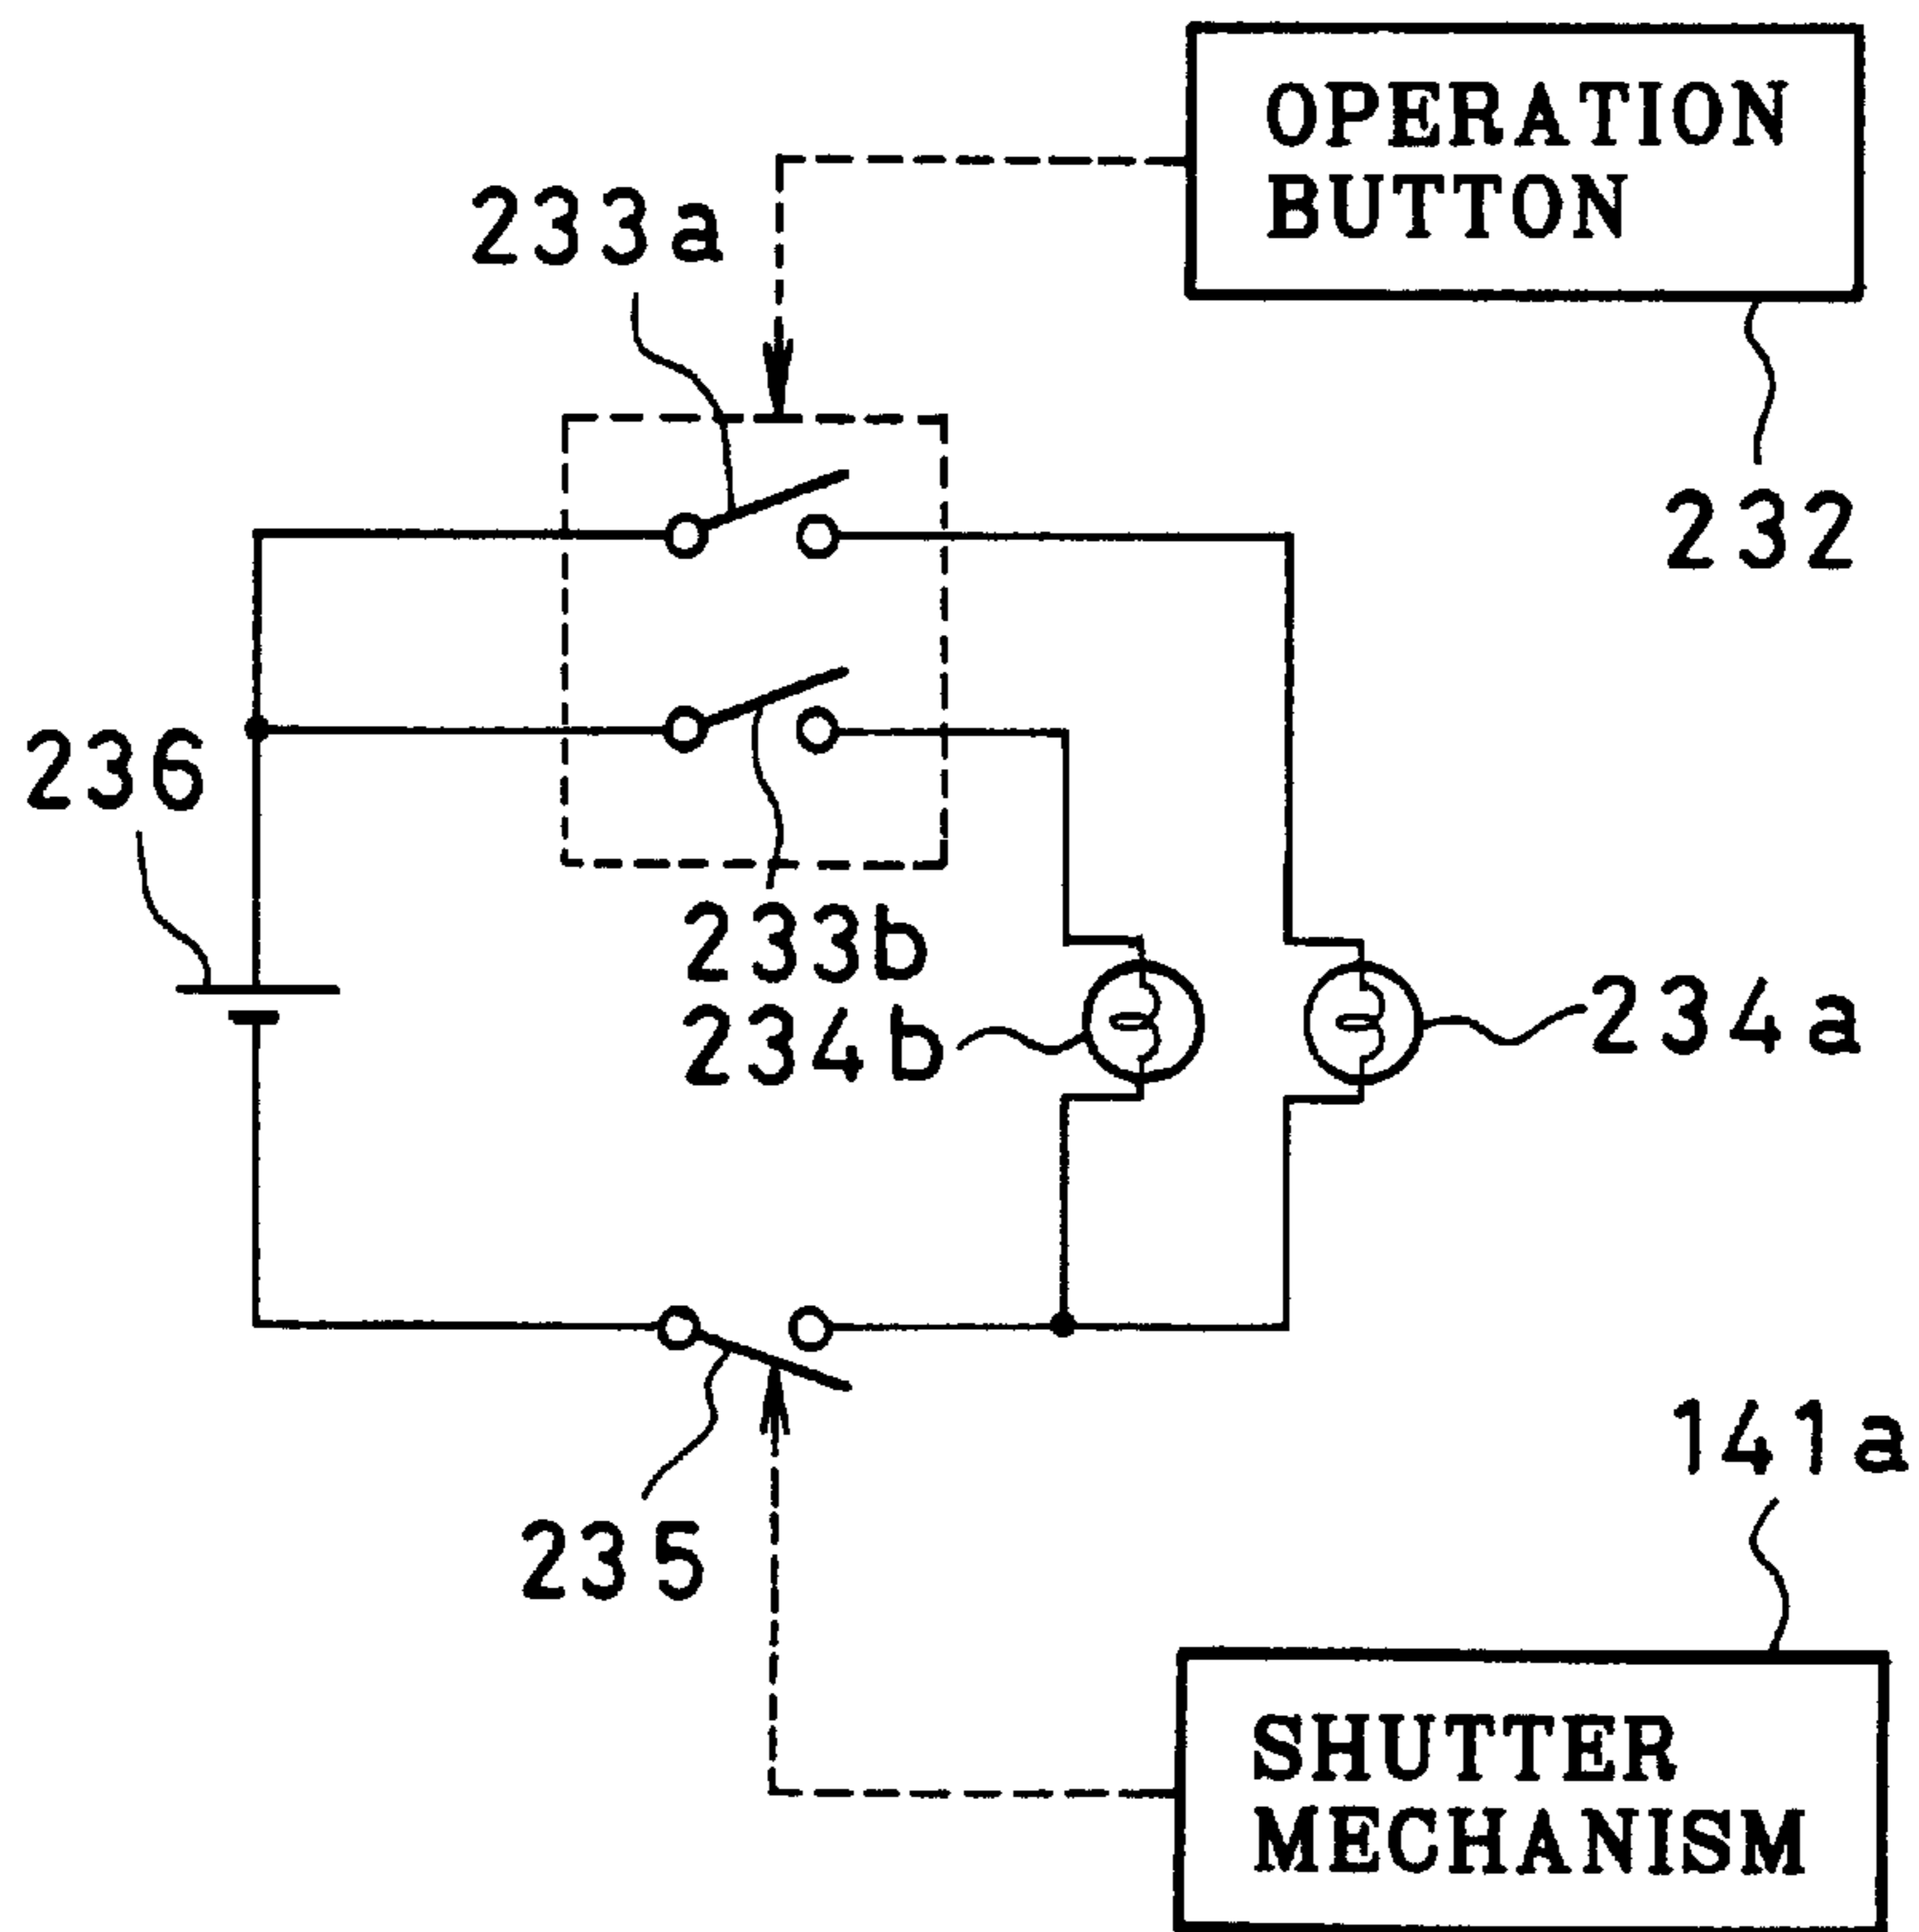 OPERATION
BUTTON
233a
232
236
233b
234b
234a
235
141a
SHUTTER
MECHANISM